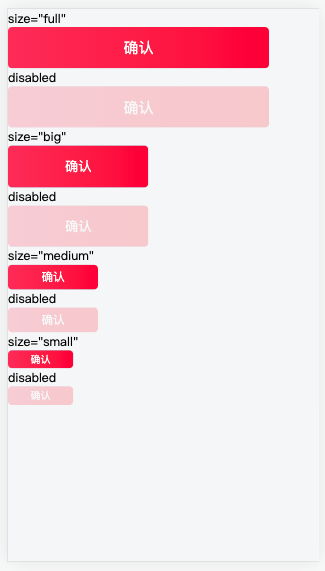 size="full"
确认
disabled
确认
size="big"
确认
disabled
确认
size="medium"
确认
disabled
确认
size="small"
确认
disabled
确认